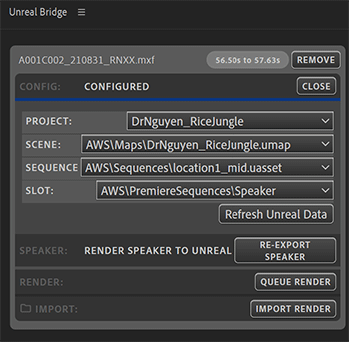 Unreal Bridge
A001C002_210831_RNXX.mxf 56.50s to 57.63s REMOVE
CONFIG: CONFIGURED CLOSE
PROJECT: DrNguyen_RiceJungle
SCENE: AWS\Maps\DrNguyen_RiceJungle.umap
SEQUENCE AWS\Sequences\location1_mid.uasset
SLOT: AWS\PremiereSequences\Speaker
Refresh Unreal Data
SPEAKER: RENDER SPEAKER TO UNREAL RE-EXPORT
SPEAKER
RENDER: QUEUE RENDER
IMPORT: IMPORT RENDER